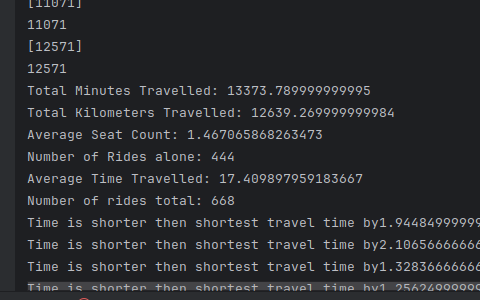 [11071]
11071
[12571]
12571
Total Minutes Travelled: 13373.789999999995
Total Kilometers Travelled: 12639.269999999984
Average Seat Count: 1.467065868263473
Number of Rides alone: 444
Average Time Travelled: 17.409897959183667
Number of rides total: 668
Time is shorter then shortest travel time by1.94484999999
Time is shorter then shortest travel time by2.10656666666
Time is shorter then shortest travel time by1.32836666666
Time is shorter then shortest travel time by1.25624999999